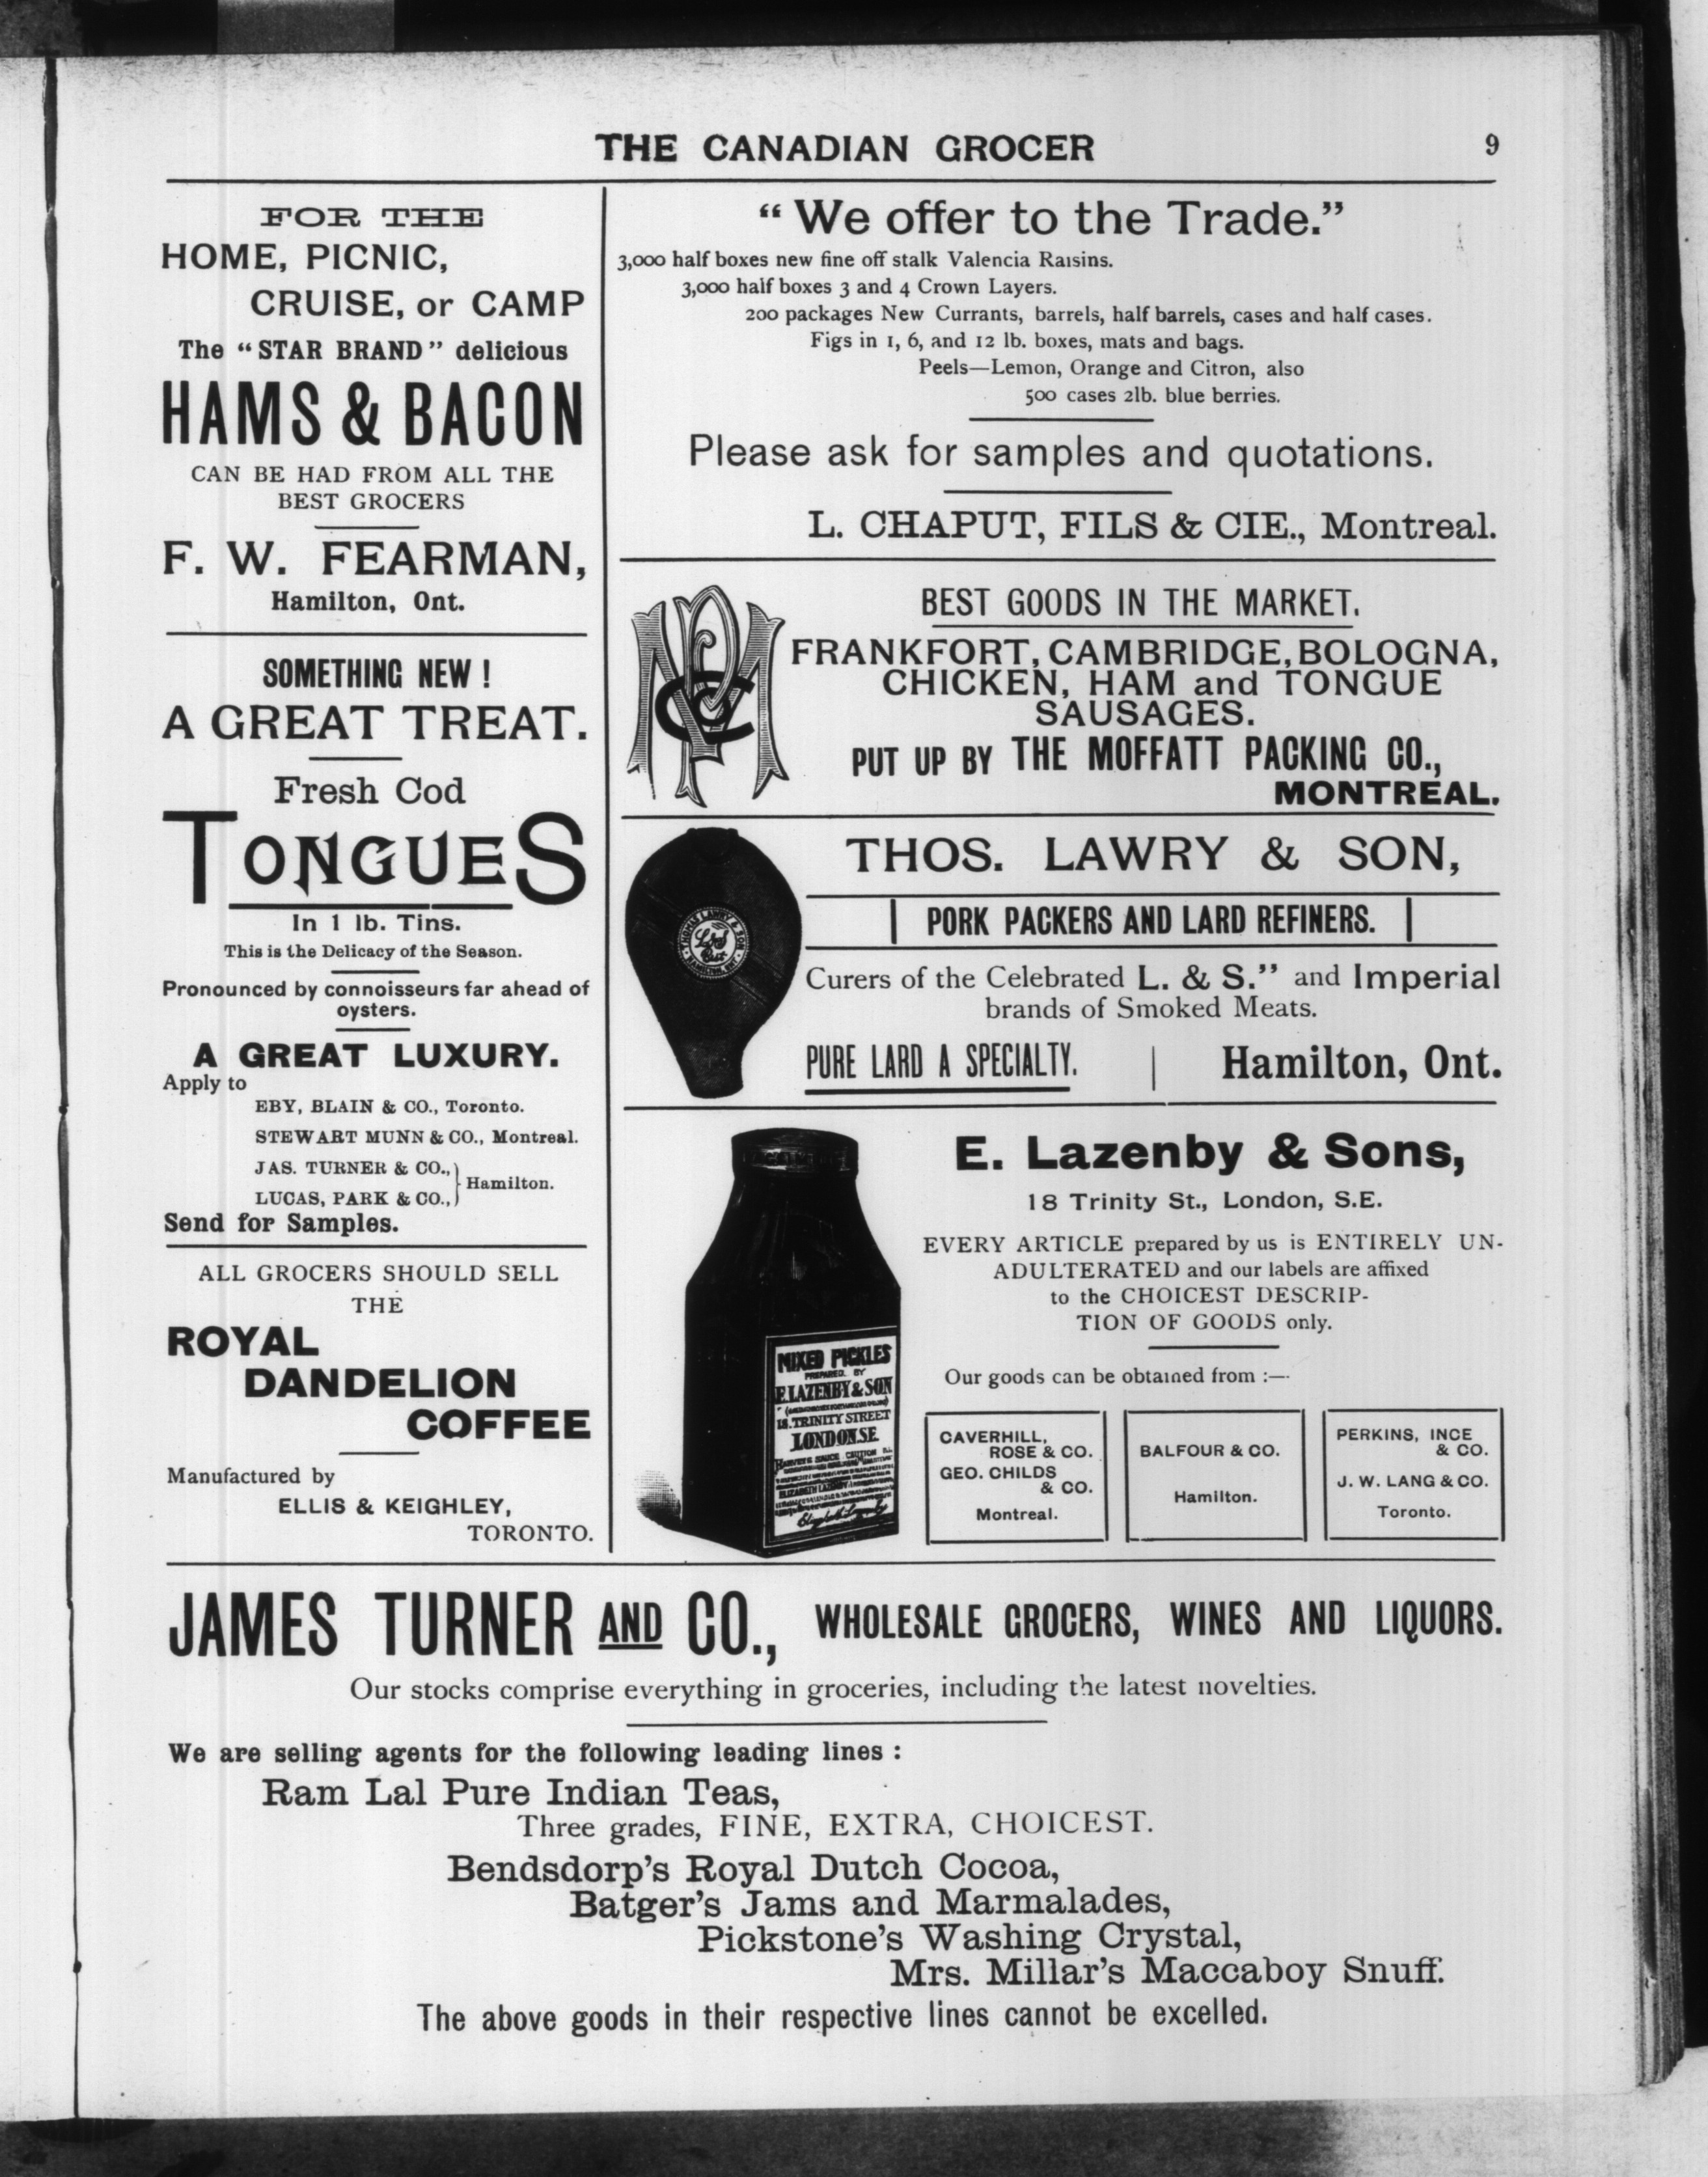 THE CANADIAN GROCER 9
FOR THE
HOME, PICNIC,
CRUISE, or CAMP
The "STAR BRAND" delicious
HAMS & BACON
CAN BE HAD FROM ALL THE
BEST GROCERS
F. W. FEARMAN,
Hamilton, Ont.
SOMETHING NEW !
A GREAT TREAT.
Fresh Cod
TONGUES
In 1 lb. Tins.
This is the Delicacy of the Season.
Pronounced by connoisseurs far ahead of
oysters.
A GREAT LUXURY.
Apply to
EBY, BLAIN & CO., Toronto.
STEWART MUNN & CO., Montreal.
JAS. TURNER & CO.,
LUCAS, PARK & CO.,
Hamilton.
Send for Samples.
ALL GROCERS SHOULD SELL
THE
ROYAL
DANDELION
COFFEE
Manufactured by
ELLIS & KEIGHLEY,
TORONTO.
"We offer to the Trade."
3,000 half boxes new fine off stalk Valencia Raisins.
3,000 half boxes 3 and 4 Crown Layers.
200 packages New Currants, barrels, half barrels, cases and half cases.
Figs in 1, 6, and 12 lb. boxes, mats and bags.
Peels—Lemon, Orange and Citron, also
500 cases 2lb. blue berries.
Please ask for samples and quotations.
L. CHAPUT, FILS & CIE., Montreal.
BEST GOODS IN THE MARKET.
FRANKFORT, CAMBRIDGE, BOLOGNA,
CHICKEN, HAM and TONGUE
SAUSAGES.
PUT UP BY THE MOFFATT PACKING CO.,
MONTREAL.
THOS. LAWRY & SON,
PORK PACKERS AND LARD REFINERS.
THOMAS LAWRY & SON
L&S
HAMILTON, ONT.
Curers of the Celebrated L. & S." and Imperial
brands of Smoked Meats.
PURE LARD A SPECIALTY. Hamilton, Ont.
E. Lazenby & Sons,
18 Trinity St., London, S.E.
EVERY ARTICLE prepared by us is ENTIRELY UN-
ADULTERATED and our labels are affixed
to the CHOICEST DESCRIP-
TION OF GOODS only.
Our goods can be obtained from :—
MIXED PICKLES
PREPARED BY
E. LAZENBY & SON
18, TRINITY STREET
LONDON.S.E.
CAVERHILL,
ROSE & CO.
GEO. CHILDS
& CO.
Montreal.
BALFOUR & CO.
Hamilton.
PERKINS, INCE
& CO.
J. W. LANG & CO.
Toronto.
JAMES TURNER AND CO., WHOLESALE GROCERS, WINES AND LIQUORS.
Our stocks comprise everything in groceries, including the latest novelties.
We are selling agents for the following leading lines :
Ram Lal Pure Indian Teas,
Three grades, FINE, EXTRA, CHOICEST.
Bendsdorp's Royal Dutch Cocoa,
Batger's Jams and Marmalades,
Pickstone's Washing Crystal,
Mrs. Millar's Maccaboy Snuff.
The above goods in their respective lines cannot be excelled.